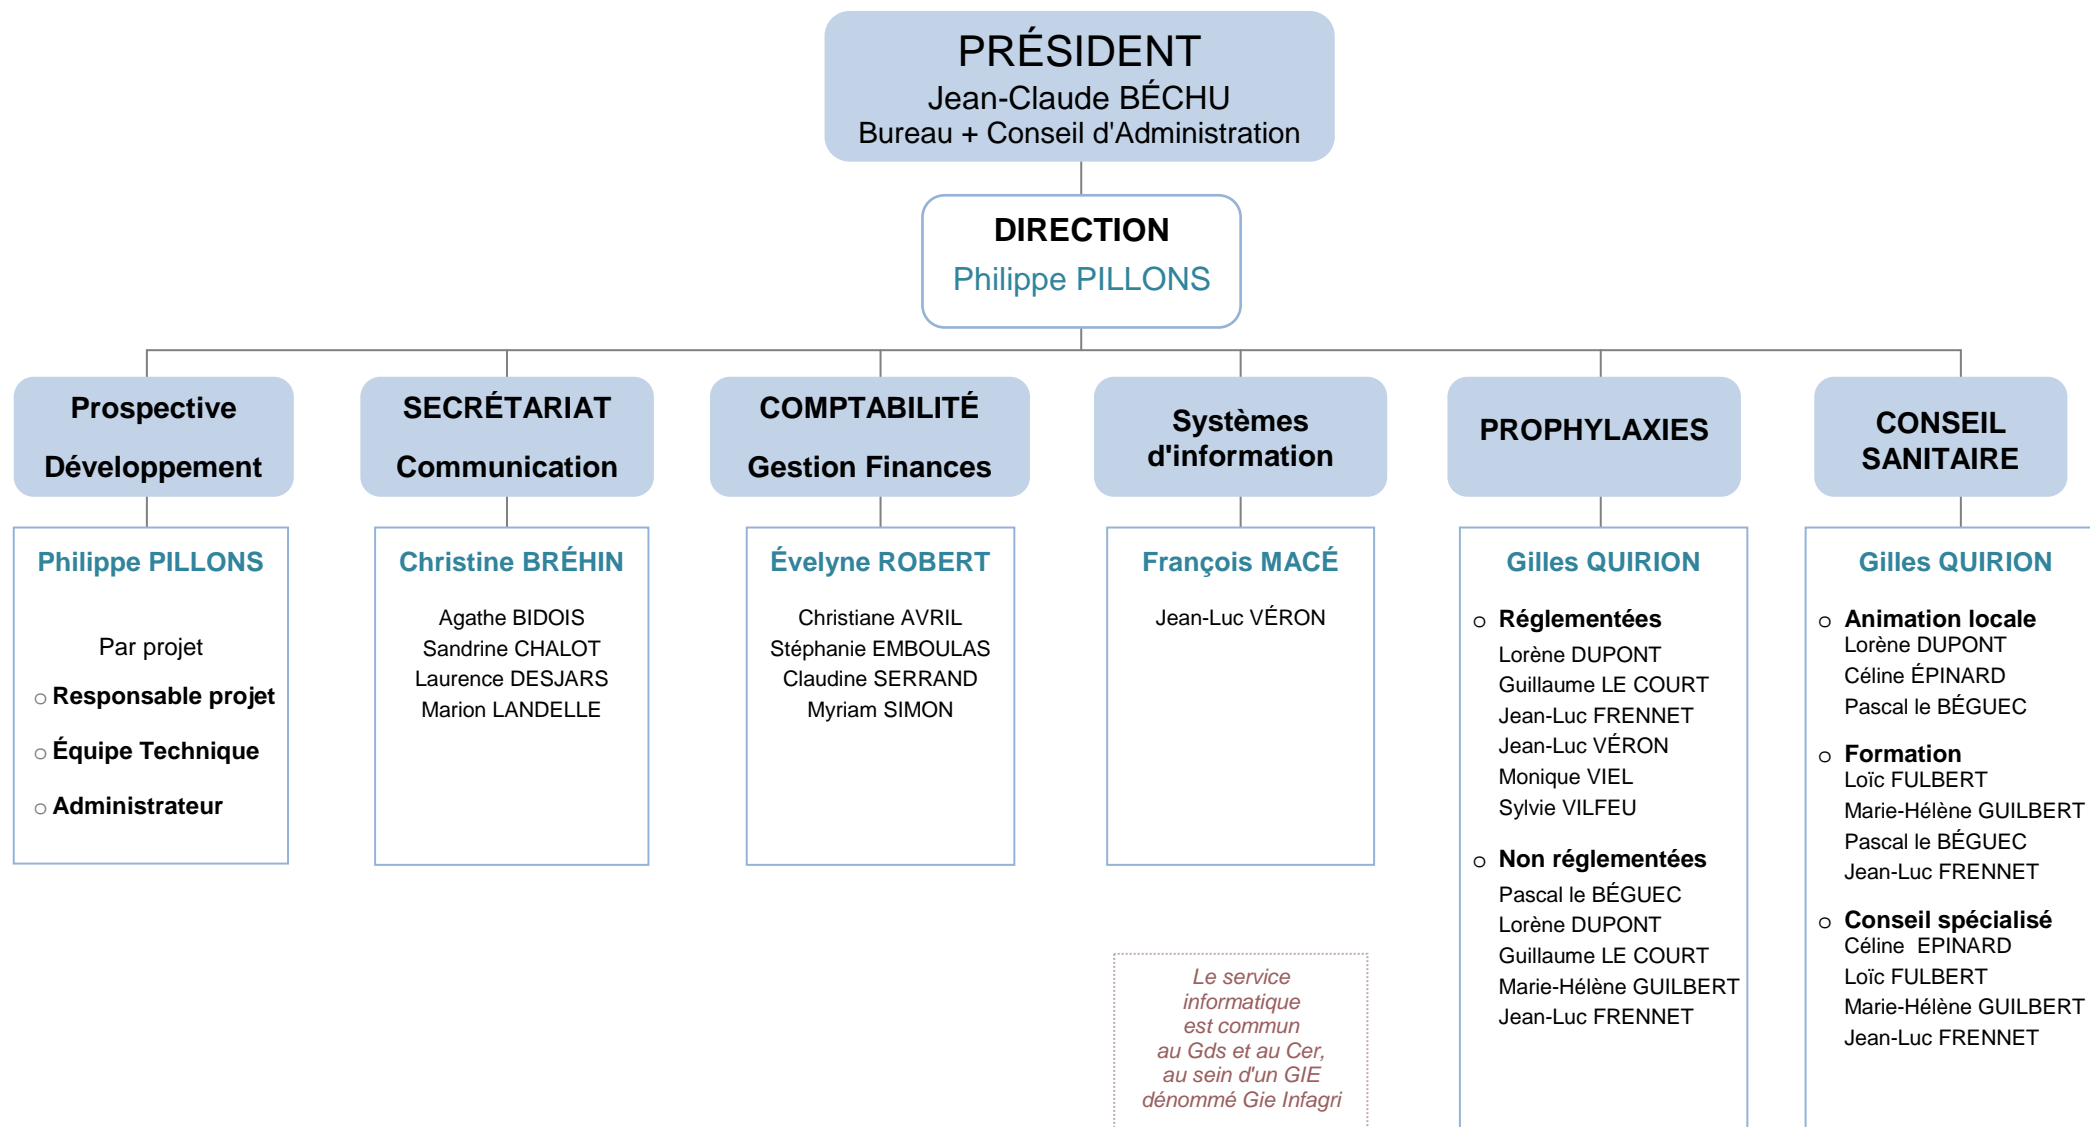 PRÉSIDENT
Jean-Claude BÉCHU
Bureau + Conseil d'Administration
DIRECTION
Philippe PILLONS
Prospective
Développement
Philippe PILLONS
Par projet
o Responsable projet
o Équipe Technique
o Administrateur
SECRÉTARIAT
Communication
Christine BRÉHIN
Agathe BIDOIS
Sandrine CHALOT
Laurence DESJARS
Marion LANDELLE
COMPTABILITÉ
Gestion Finances
Évelyne ROBERT
Christiane AVRIL
Stéphanie EMBOULAS
Claudine SERRAND
Myriam SIMON
Systèmes
d'information
François MACÉ
Jean-Luc VÉRON
Le service
informatique
est commun
au Gds et au Cer,
au sein d'un GIE
dénommé Gie Infagri
PROPHYLAXIES
Gilles QUIRION
o Réglementées
Lorène DUPONT
Guillaume LE COURT
Jean-Luc FRENNET
Jean-Luc VÉRON
Monique VIEL
Sylvie VILFEU
o Non réglementées
Pascal le BÉGUEC
Lorène DUPONT
Guillaume LE COURT
Marie-Hélène GUILBERT
Jean-Luc FRENNET
CONSEIL
SANITAIRE
Gilles QUIRION
o Animation locale
Lorène DUPONT
Céline ÉPINARD
Pascal le BÉGUEC
o Formation
Loïc FULBERT
Marie-Hélène GUILBERT
Pascal le BÉGUEC
Jean-Luc FRENNET
o Conseil spécialisé
Céline  EPINARD
Loïc FULBERT
Marie-Hélène GUILBERT
Jean-Luc FRENNET